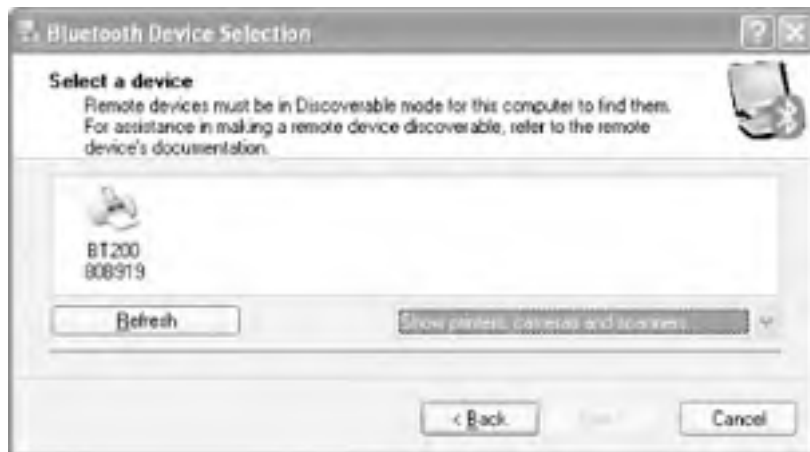 Bluetooth Device Selection
Select a device
Remote devices must be in Discoverable mode for this computer to find them.
For assistance in making a remote device discoverable, refer to the remote
device's documentation.
BT200
808919
Refresh
Show printers, cameras and scanners
< Back
Cancel